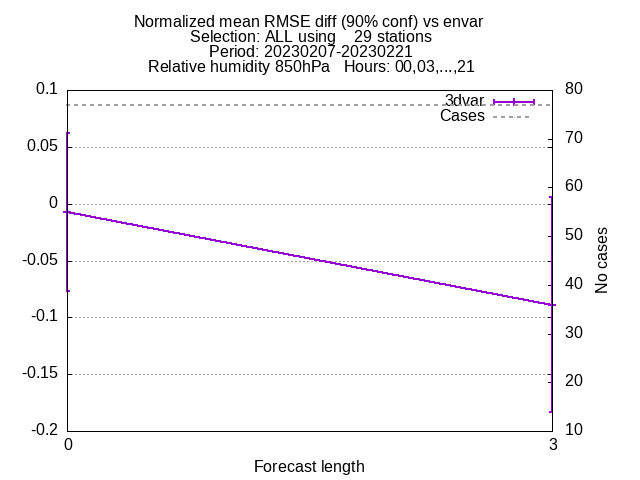 Normalized mean RMSE diff (90% conf) vs envar
Selection: ALL using    29 stations
Period: 20230207-20230221
Relative humidity 850hPa   Hours: 00,03,...,21
3dvar
Cases
0.1
0.05
0
-0.05
-0.1
-0.15
-0.2
80
70
60
50
40
30
20
10
No cases
0
3
Forecast length